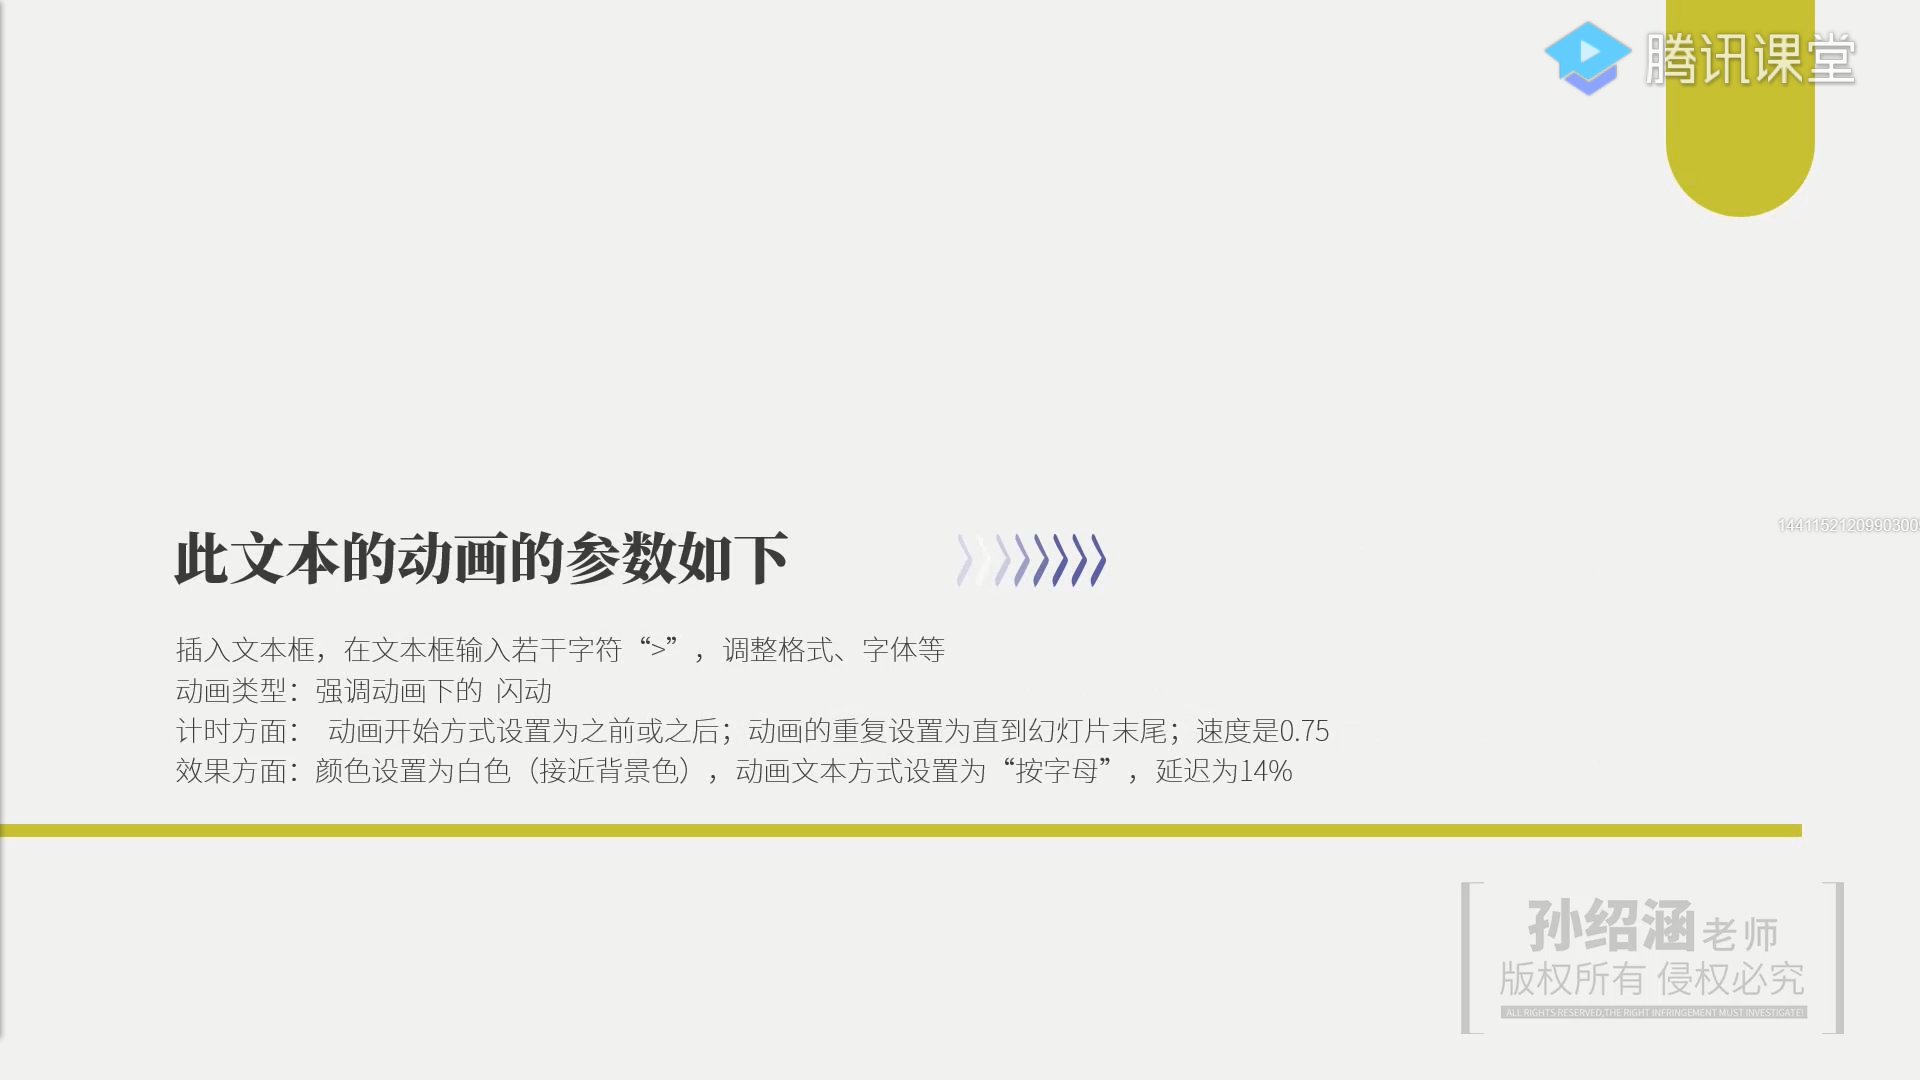 腾讯课堂
1441152120990300
此文本的动画的参数如下 >>>>>>>>
插入文本框，在文本框输入若干字符“>”，调整格式、字体等
动画类型：强调动画下的 闪动
计时方面： 动画开始方式设置为之前或之后；动画的重复设置为直到幻灯片末尾；速度是0.75
效果方面：颜色设置为白色（接近背景色），动画文本方式设置为“按字母”，延迟为14%
孙绍涵老师
版权所有 侵权必究
ALL RIGHTS RESERVED,THE RIGHT INFRINGEMENT MUST INVESTIGATE!